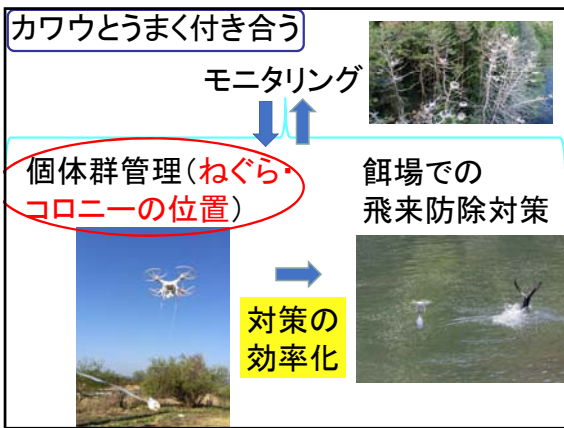 カワウとうまく付き合う
モニタリング
個体群管理(ねぐら・
コロニーの位置)
餌場での
飛来防除対策
対策の
効率化